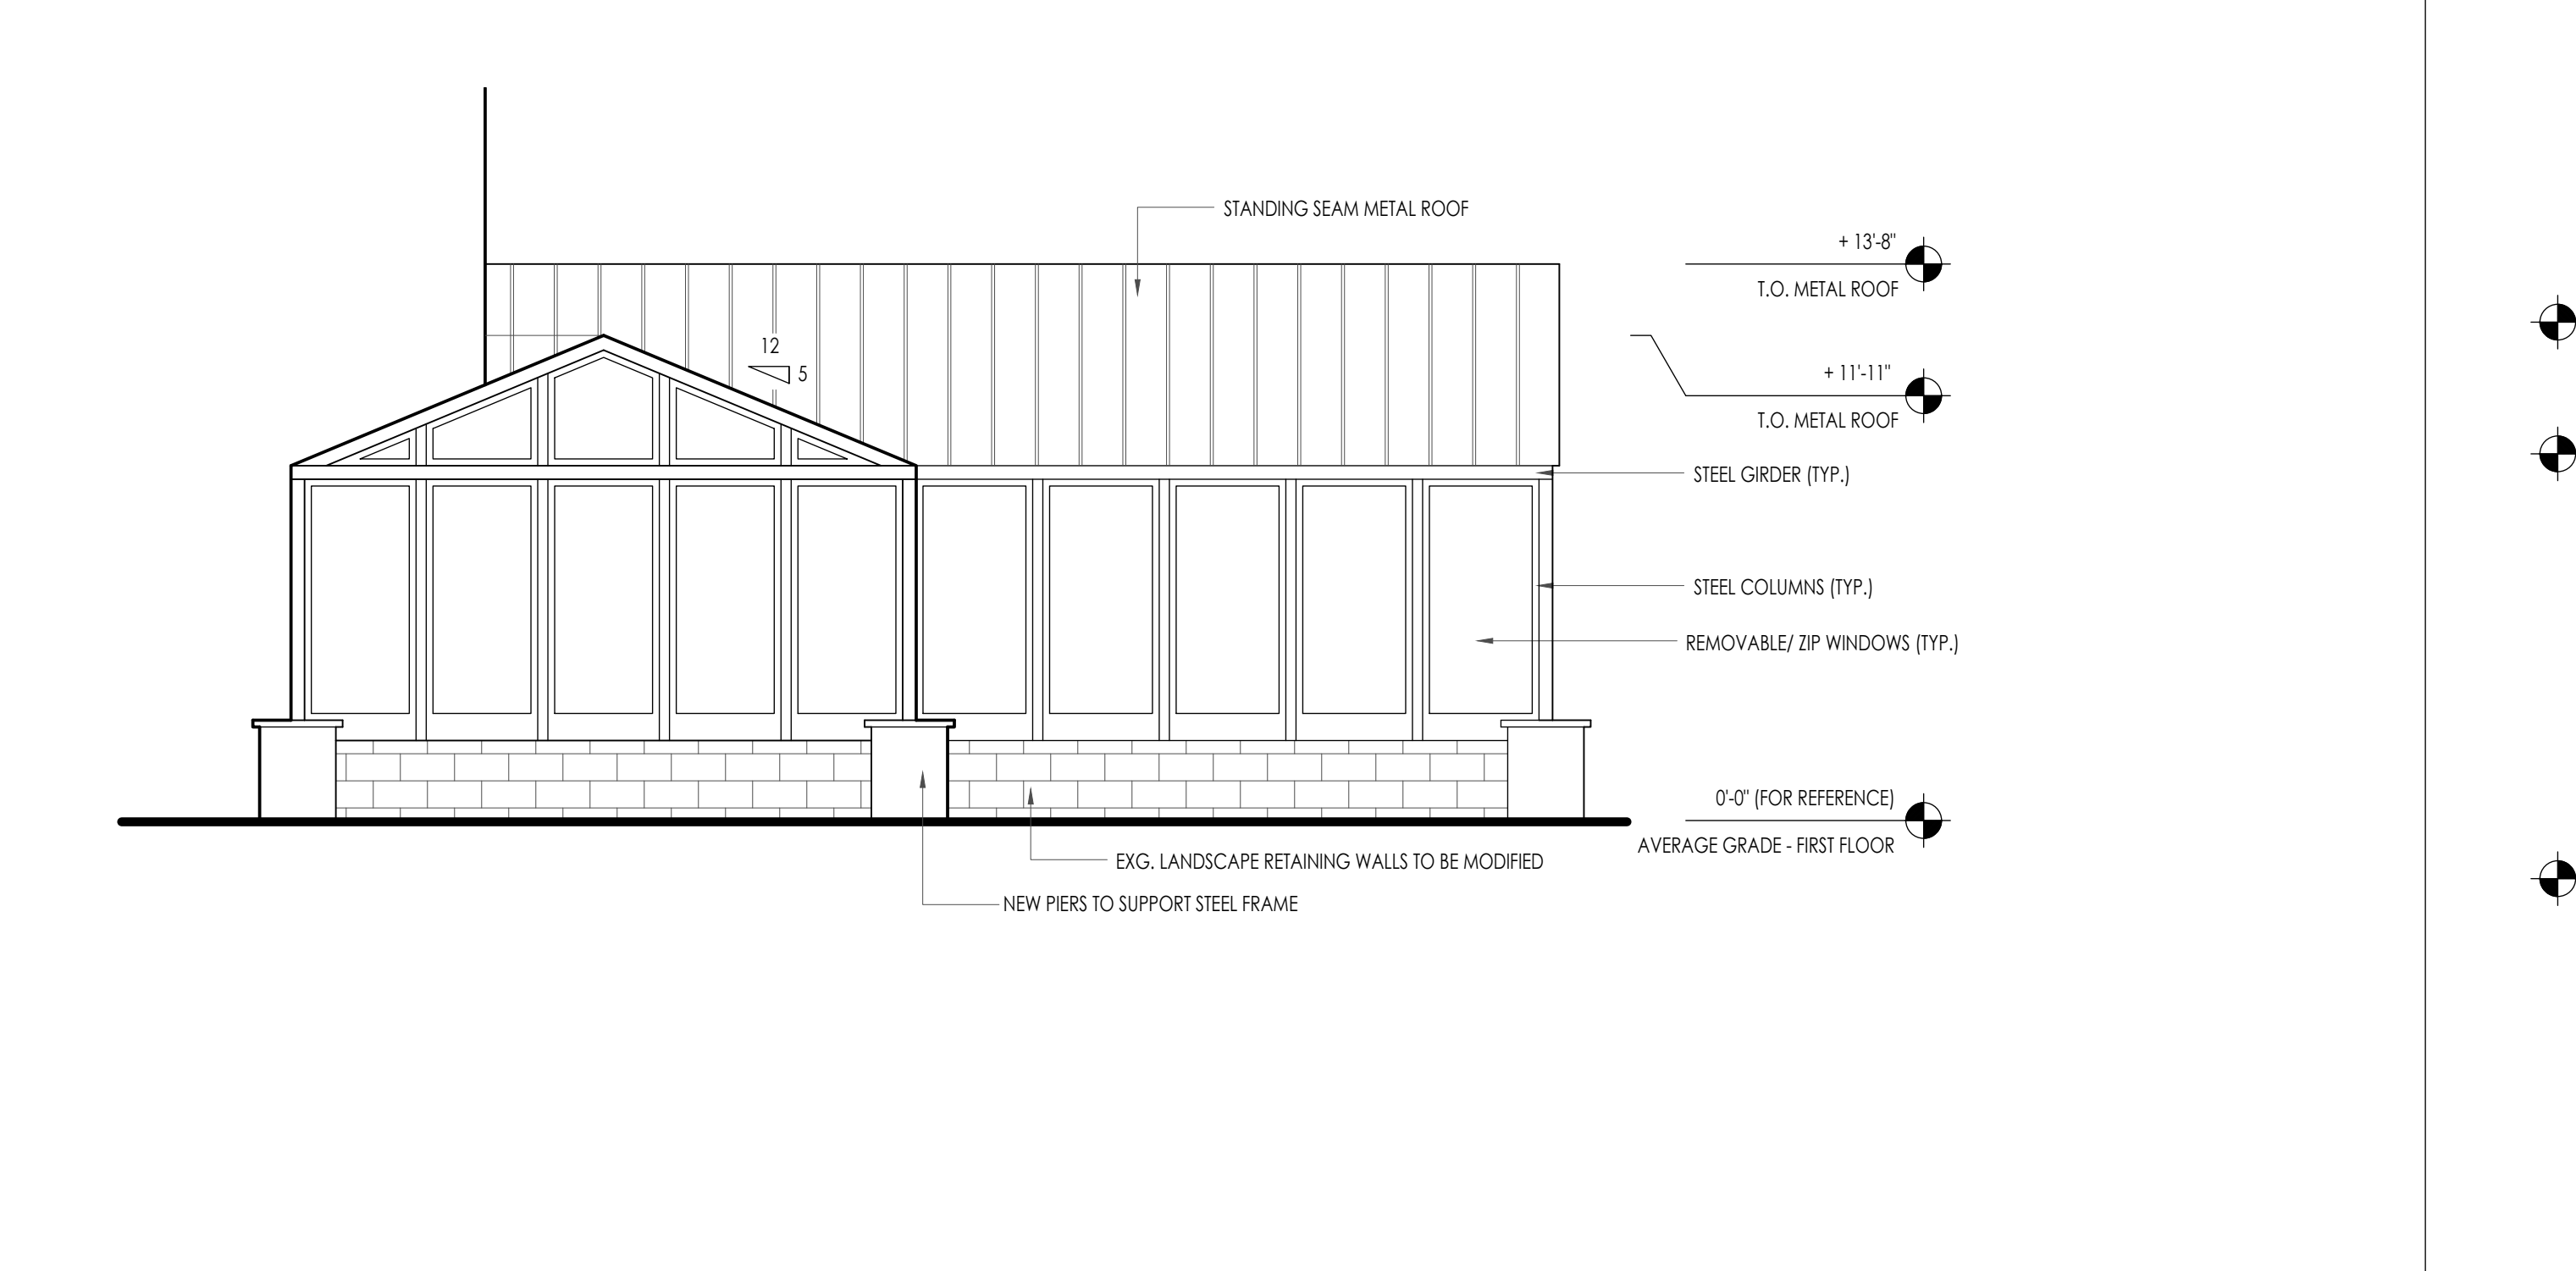 STANDING SEAM METAL ROOF
+ 13'-8"
T.O. METAL ROOF
12
5
+ 11'-11"
T.O. METAL ROOF
STEEL GIRDER (TYP.)
STEEL COLUMNS (TYP.)
REMOVABLE/ ZIP WINDOWS (TYP.)
0'-0" (FOR REFERENCE)
AVERAGE GRADE - FIRST FLOOR
EXG. LANDSCAPE RETAINING WALLS TO BE MODIFIED
NEW PIERS TO SUPPORT STEEL FRAME